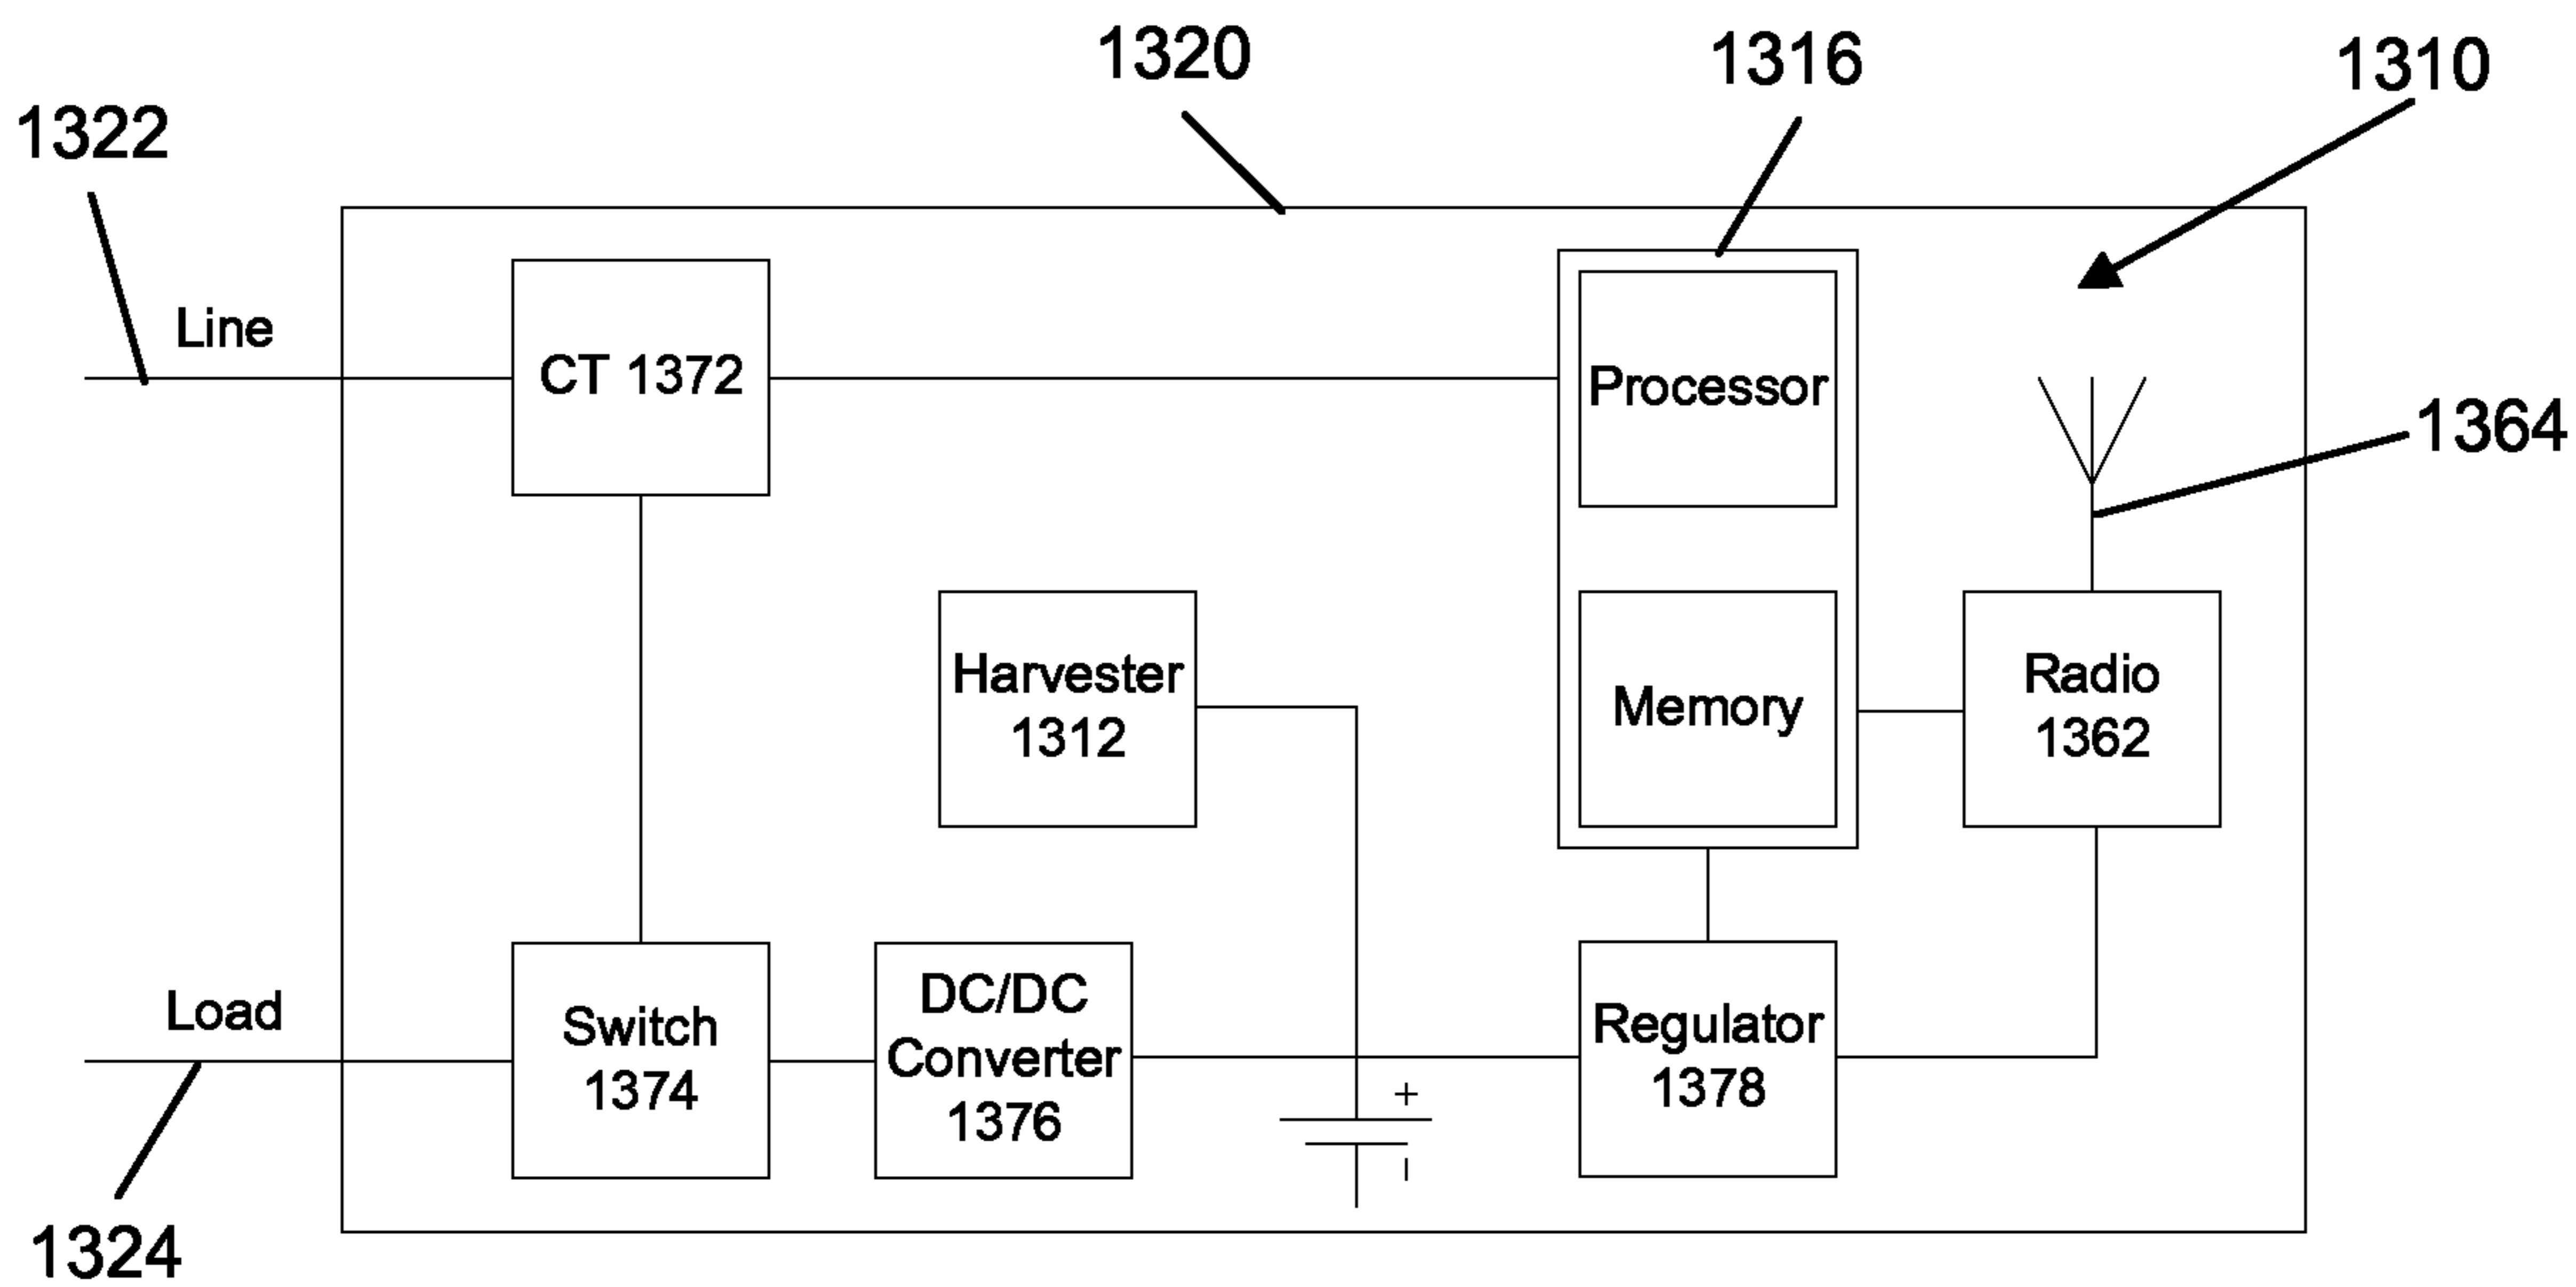 1320
1316
1310
1322
Line
CT 1372
Processor
1364
Harvester
1312
Memory
Radio
1362
Load
Switch
1374
DC/DC
Converter
1376
+
-
Regulator
1378
1324